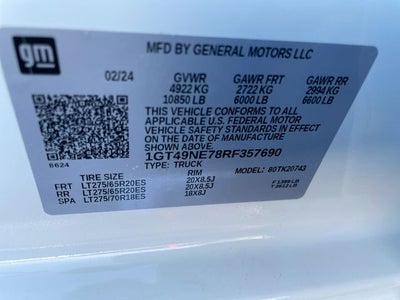 gm
MFD BY GENERAL MOTORS LLC
02/24 GVWR GAWR FRT GAWR RR
4922 KG 2722 KG 2994 KG
10850 LB 6000 LB 6600 LB
THIS VEHICLE CONFORMS TO ALL
APPLICABLE U.S. FEDERAL MOTOR
VEHICLE SAFETY STANDARDS IN EFFECT ON
THE DATE OF MANUFACTURE SHOWN ABOVE.
1GT49NE78RF357690
8624 TYPE: TRUCK
MODEL: 80TK20743
TIRE SIZE RIM
FRT LT275/65R20ES 20X8.5J
RR LT275/65R20ES 20X8.5J
SPA LT275/70R18ES 18X8J